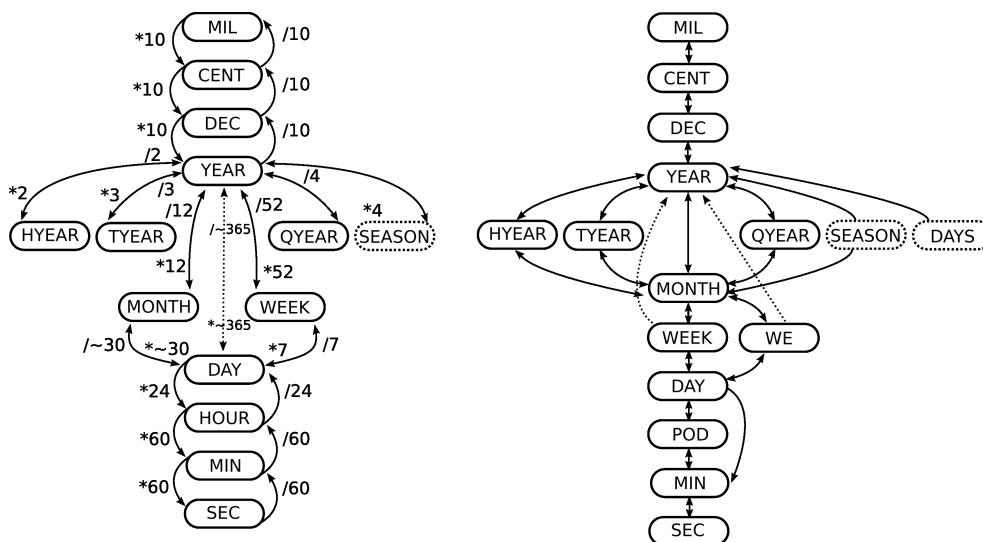 MIL
*10
/10
CENT
*10
/10
DEC
*10
/10
/2
YEAR
*2
*3
/3
/4
/12
/52
*4
HYEAR
TYEAR
/~365
QYEAR
SEASON
*12
*52
MONTH
WEEK
*~365
/~30
*~30
*7
/7
DAY
*24
/24
HOUR
*60
/60
MIN
*60
/60
SEC
MIL
CENT
DEC
YEAR
HYEAR
TYEAR
QYEAR
SEASON
DAYS
MONTH
WEEK
WE
DAY
POD
MIN
SEC